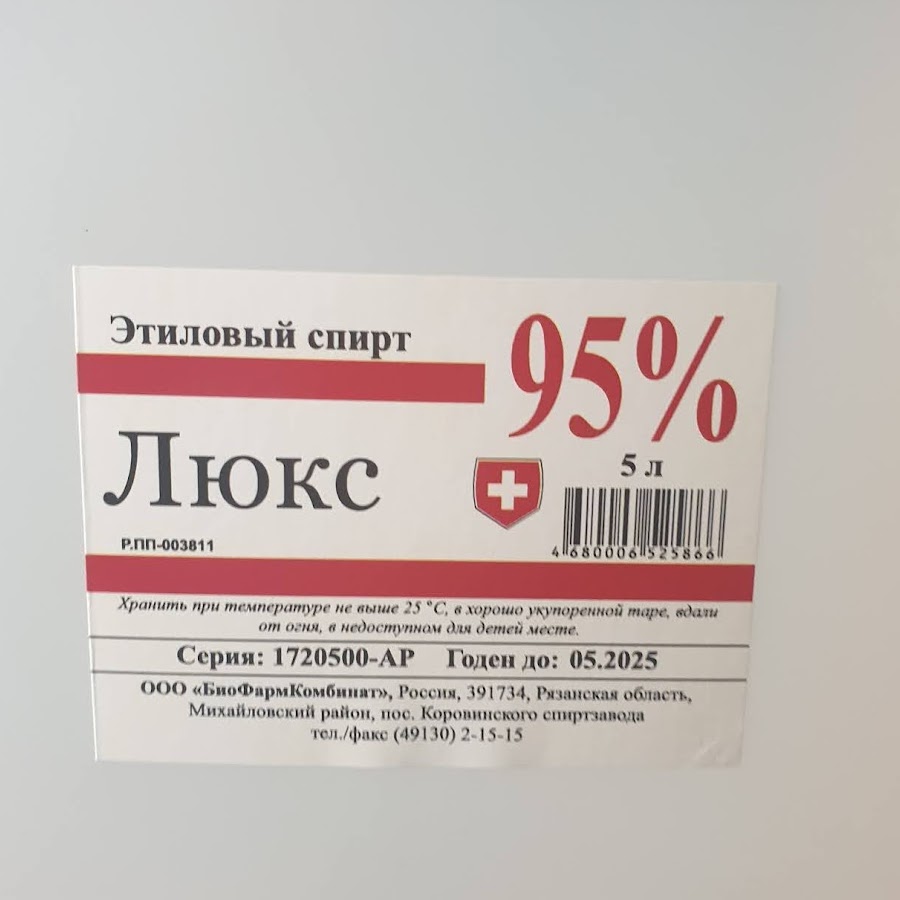 Этиловый спирт
95%
Люкс
5 л
Р.ПП-003811
4 680006 525866
Хранить при температуре не выше 25 °С, в хорошо укупоренной таре, вдали
от огня, в недоступном для детей месте.
Серия: 1720500-АР Годен до: 05.2025
ООО «БиоФармКомбинат», Россия, 391734, Рязанская область,
Михайловский район, пос. Коровинского спиртзавода
тел./факс (49130) 2-15-15